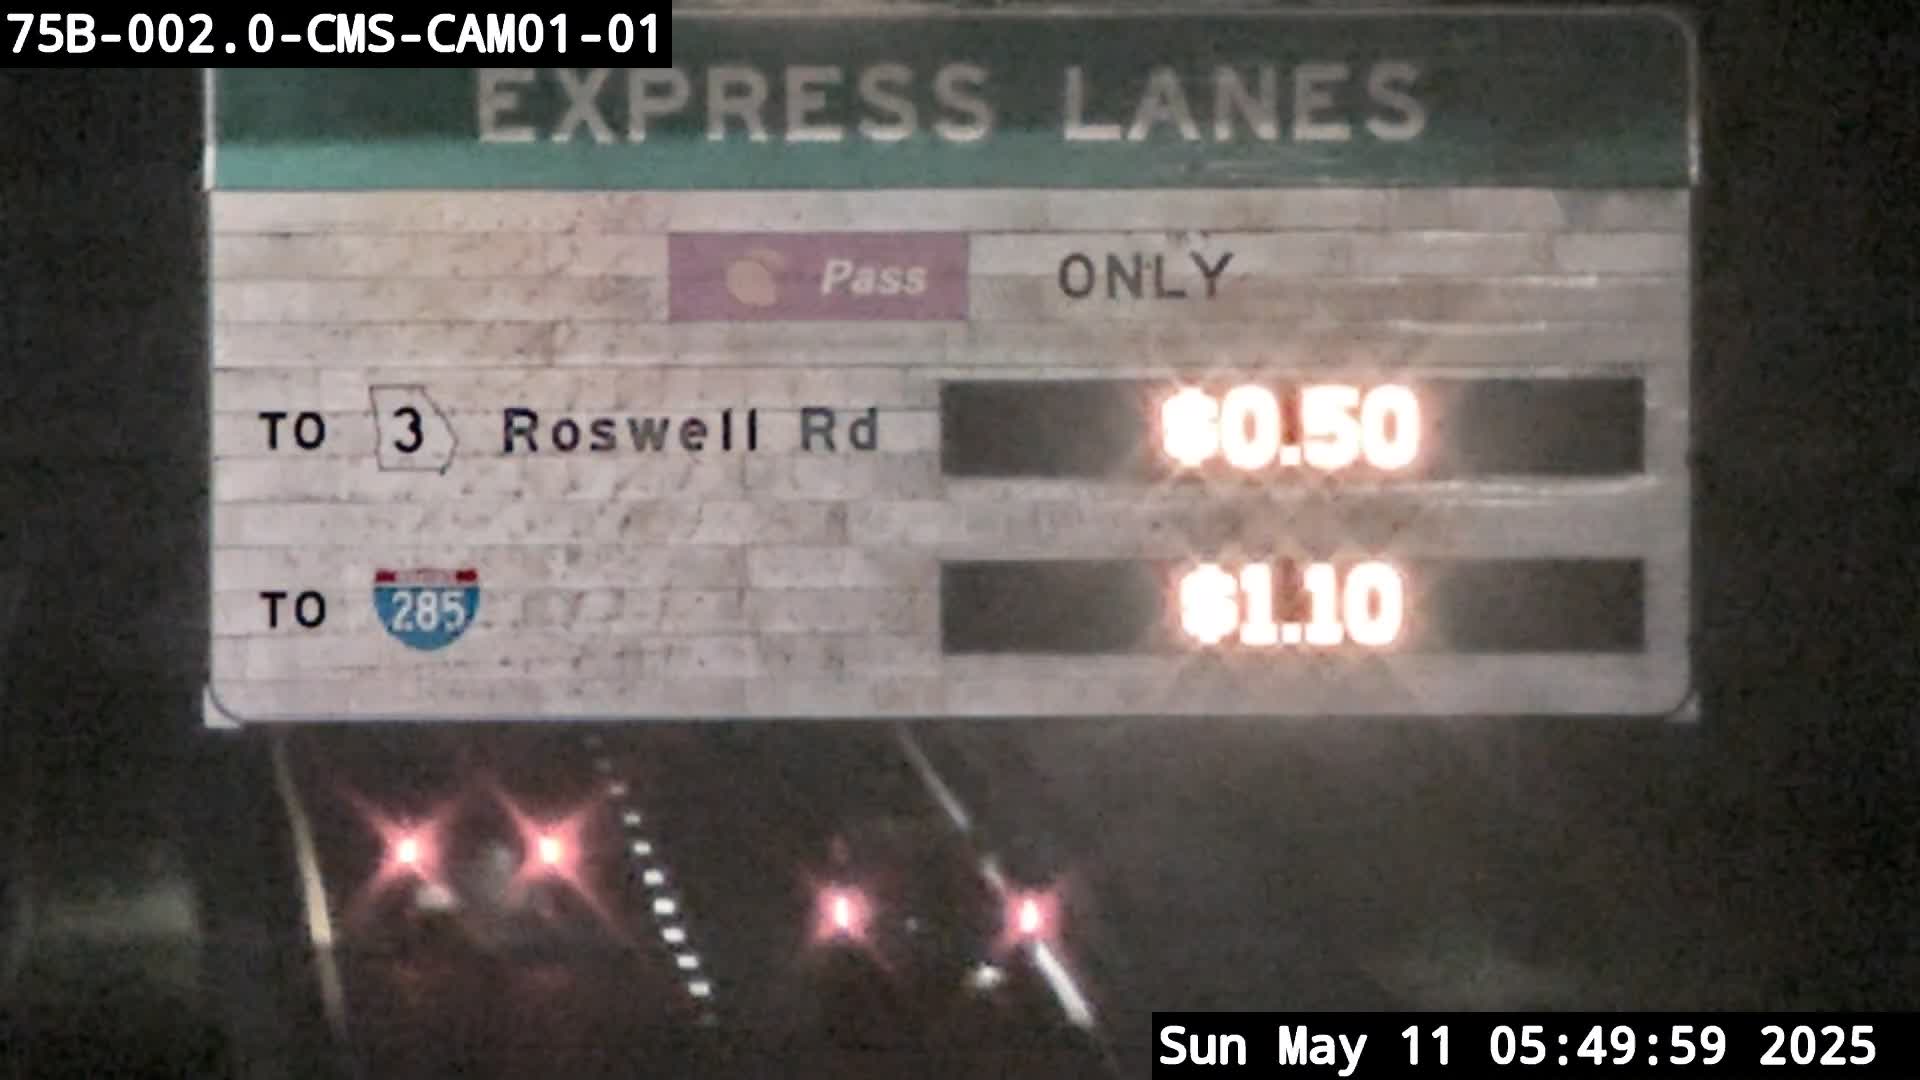 75B-002.0-CMS-CAM01-01
EXPRESS LANES
Pass ONLY
TO 3 Roswell Rd $0.50
TO 285 $1.10
Sun May 11 05:49:59 2025